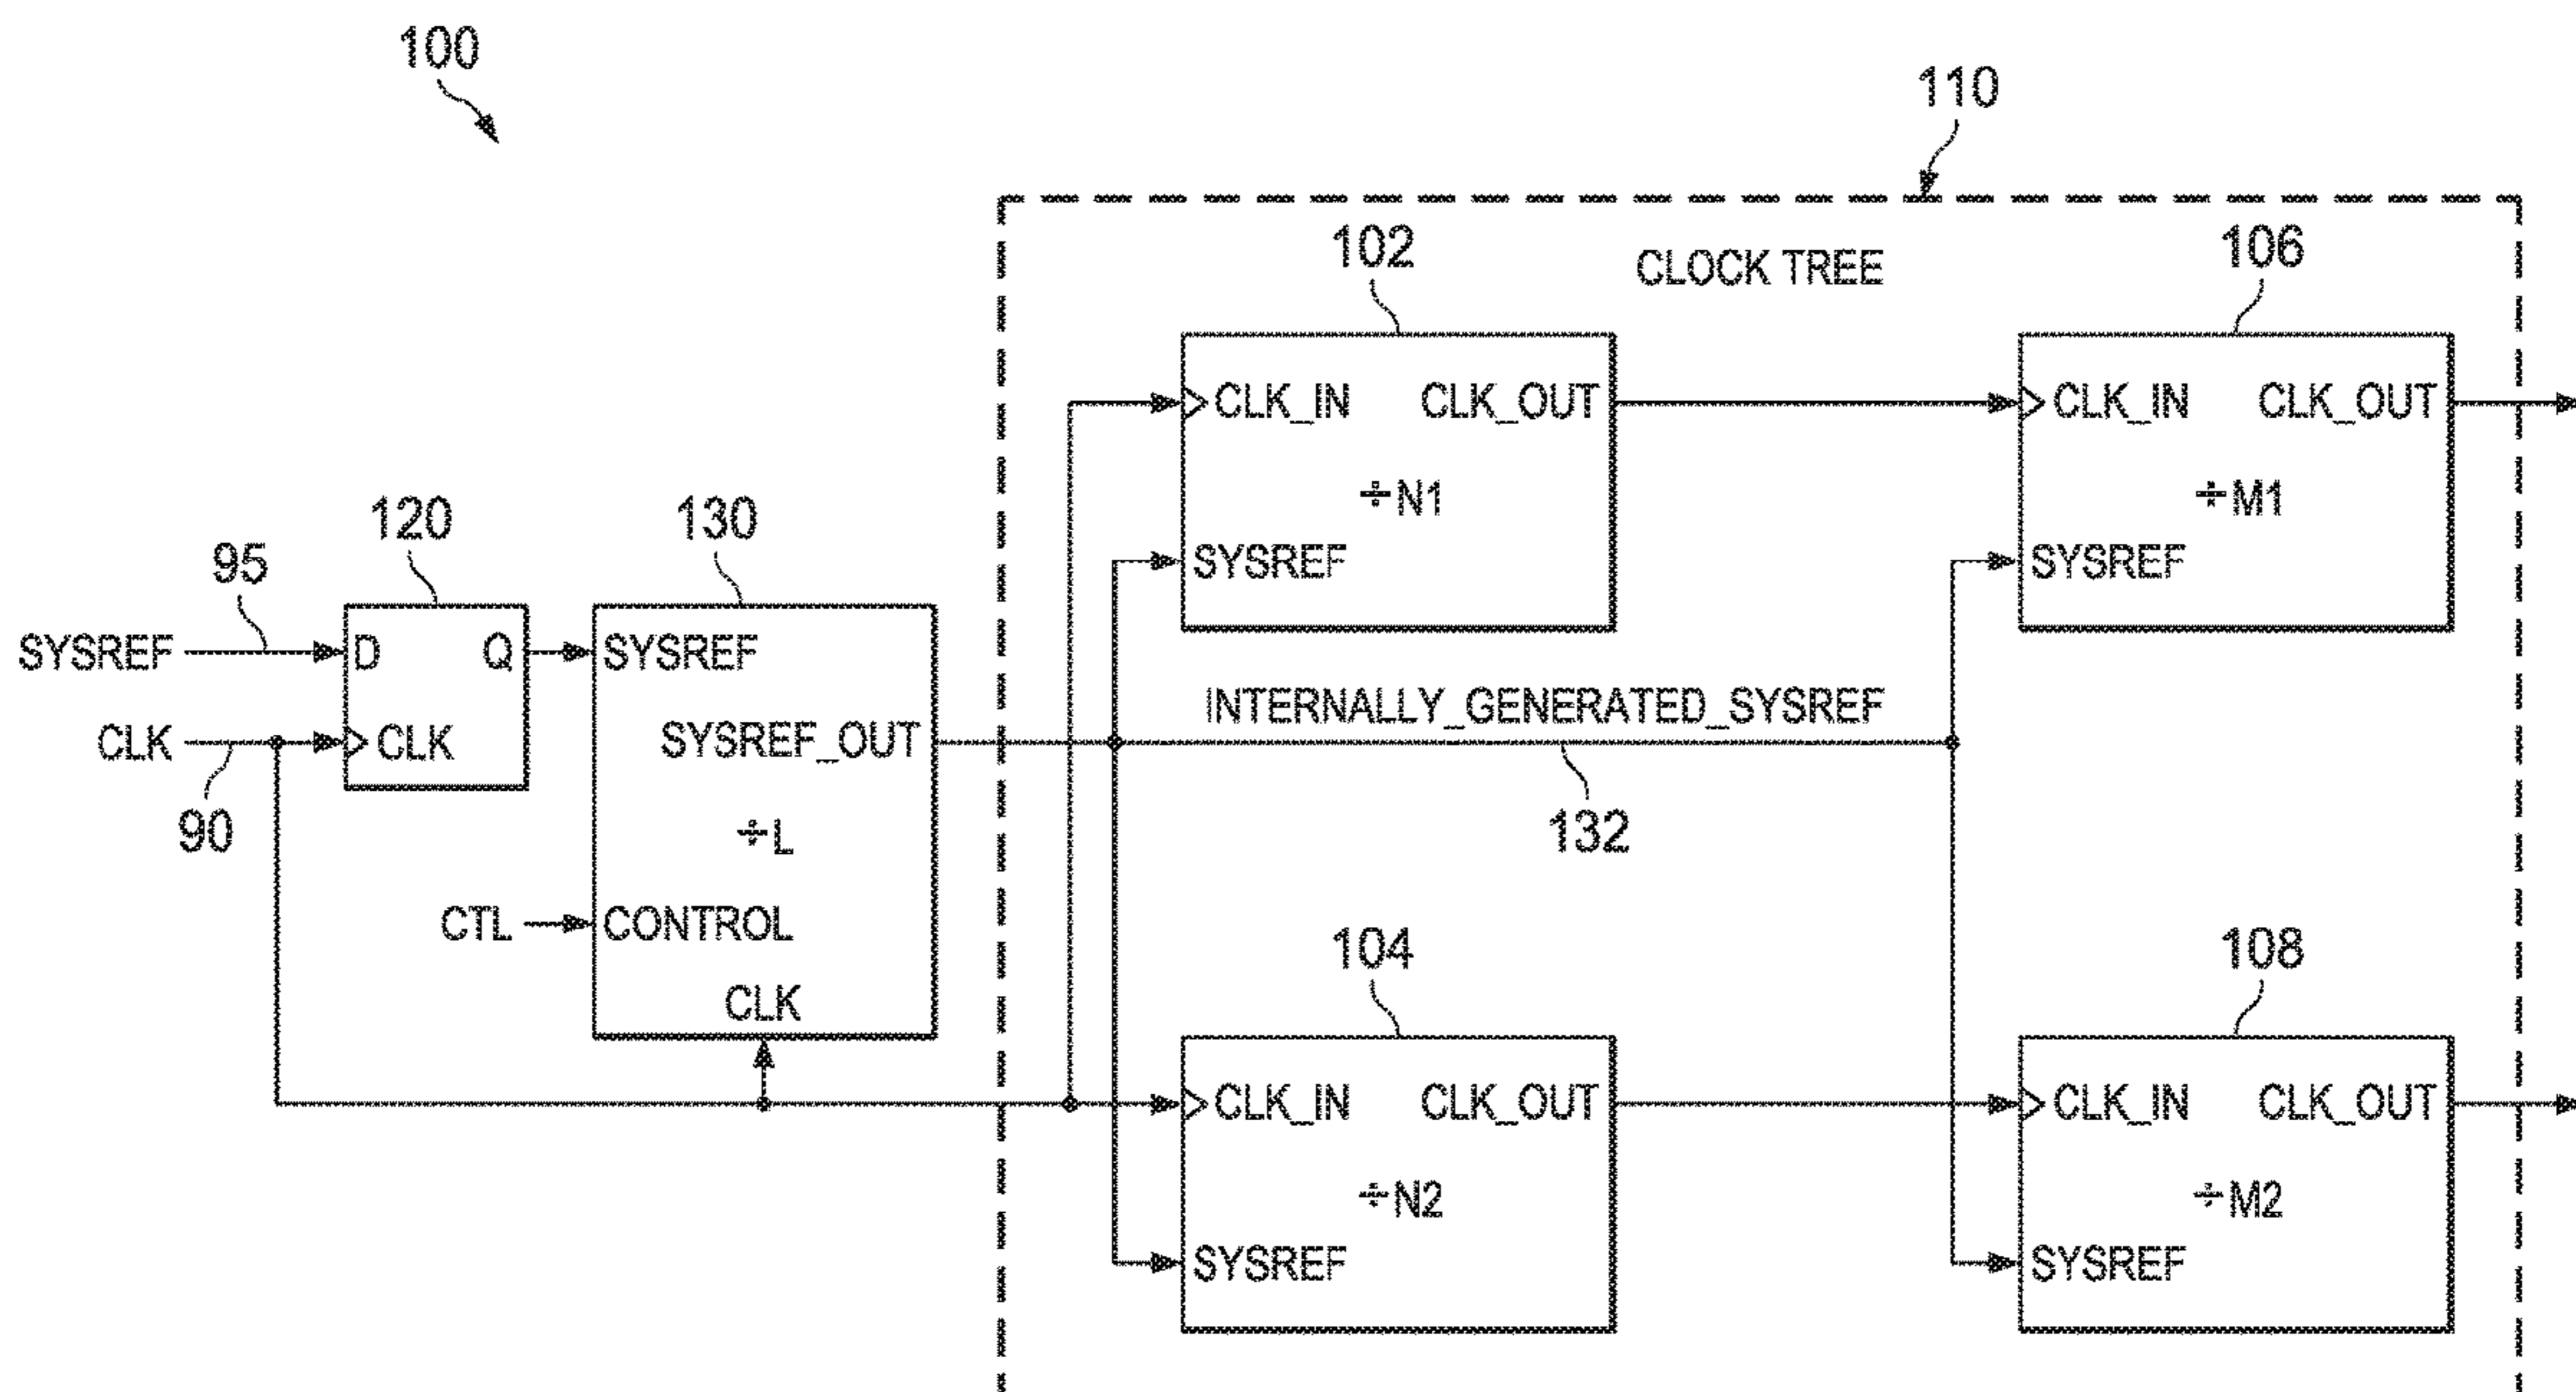 100
110
102
CLOCK TREE
106
CLK_IN CLK_OUT
÷N1
SYSREF
CLK_IN CLK_OUT
÷M1
SYSREF
120
130
95
SYSREF
D Q
SYSREF
CLK
CLK
SYSREF_OUT
90
÷L
CTL
CONTROL
CLK
INTERNALLY_GENERATED_SYSREF
132
104
108
CLK_IN CLK_OUT
÷N2
SYSREF
CLK_IN CLK_OUT
÷M2
SYSREF